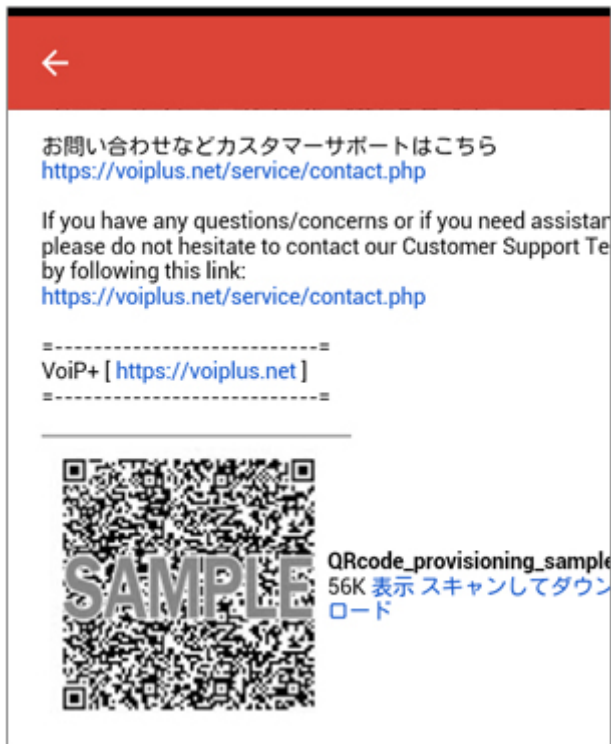 お問い合わせなどカスタマーサポートはこちら
https://voiplus.net/service/contact.php
If you have any questions/concerns or if you need
please do not hesitate to contact our Customer Support
by following this link:
https://voiplus.net/service/contact.php
=---------------------------=
VoiP+ [ https://voiplus.net ]
=---------------------------=
SAMPLE
QRcode_provisioning_sample
56K 表示 スキャンしてダウン
ロード